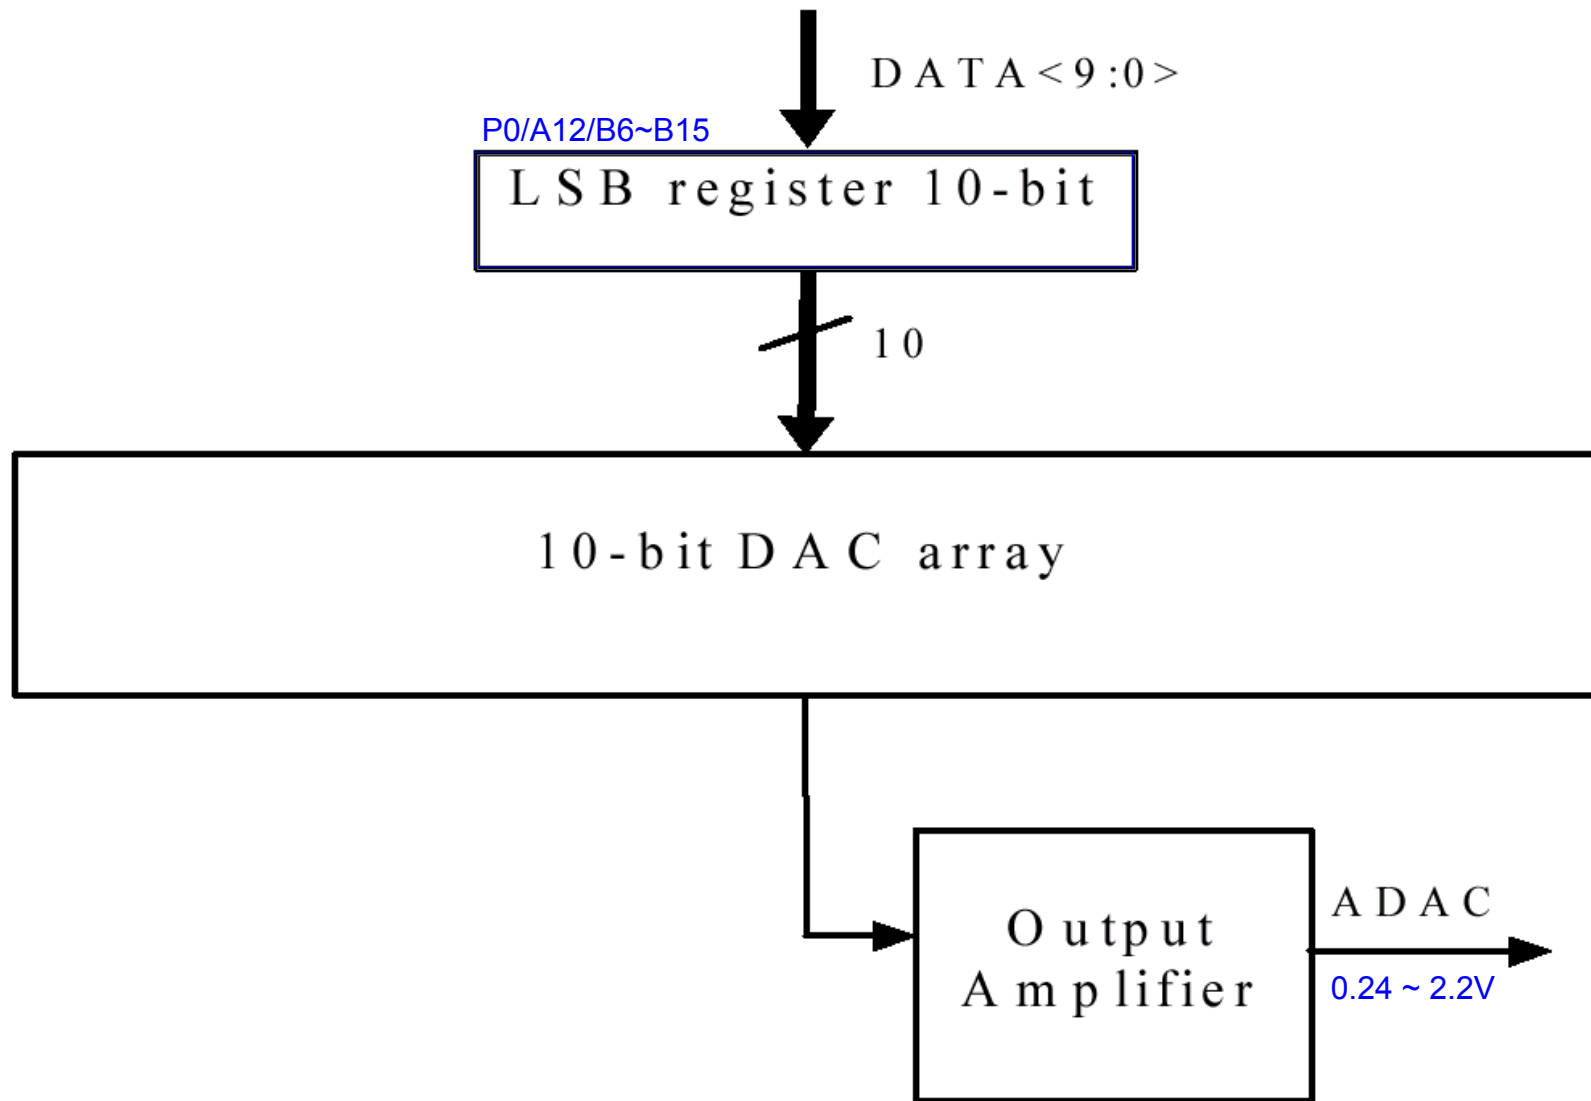 DATA<9:0>
P0/A12/B6~B15
LSB register 10-bit
10
10-bit DAC array
Output
Amplifier
ADAC
0.24 ~ 2.2V